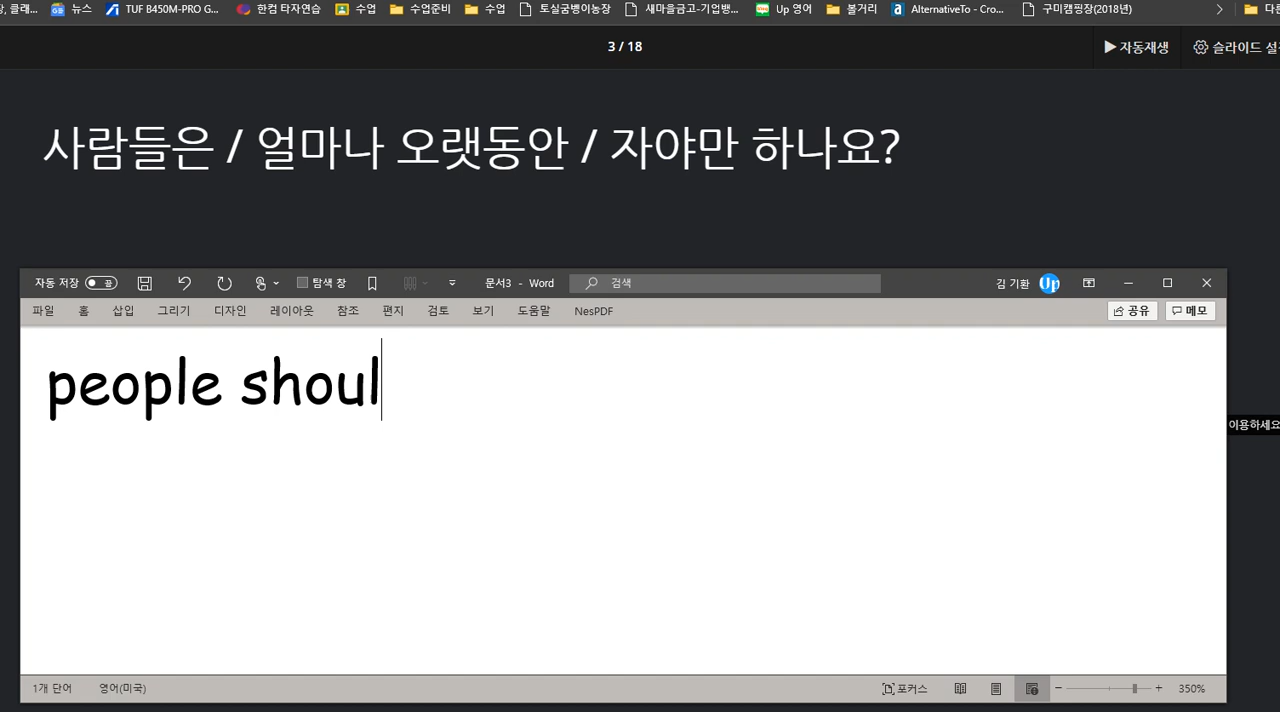 뉴스 TUF B450M-PRO G... 한컴 타자연습 수업 수업준비 수업 토실굼벵이농장 새마을금고-기업뱅... Up 영어 볼거리 AlternativeTo - Cro... 구미캠핑장(2018년)
3 / 18 ▶ 자동재생 슬라이드 설
사람들은 / 얼마나 오랫동안 / 자야만 하나요?
자동 저장 끔 탐색 창 문서3 - Word 검색 김 기환 Up
파일 홈 삽입 그리기 디자인 레이아웃 참조 편지 검토 보기 도움말 NesPDF 공유 메모
people shoul
이용하세요
1개 단어 영어(미국) 포커스 350%